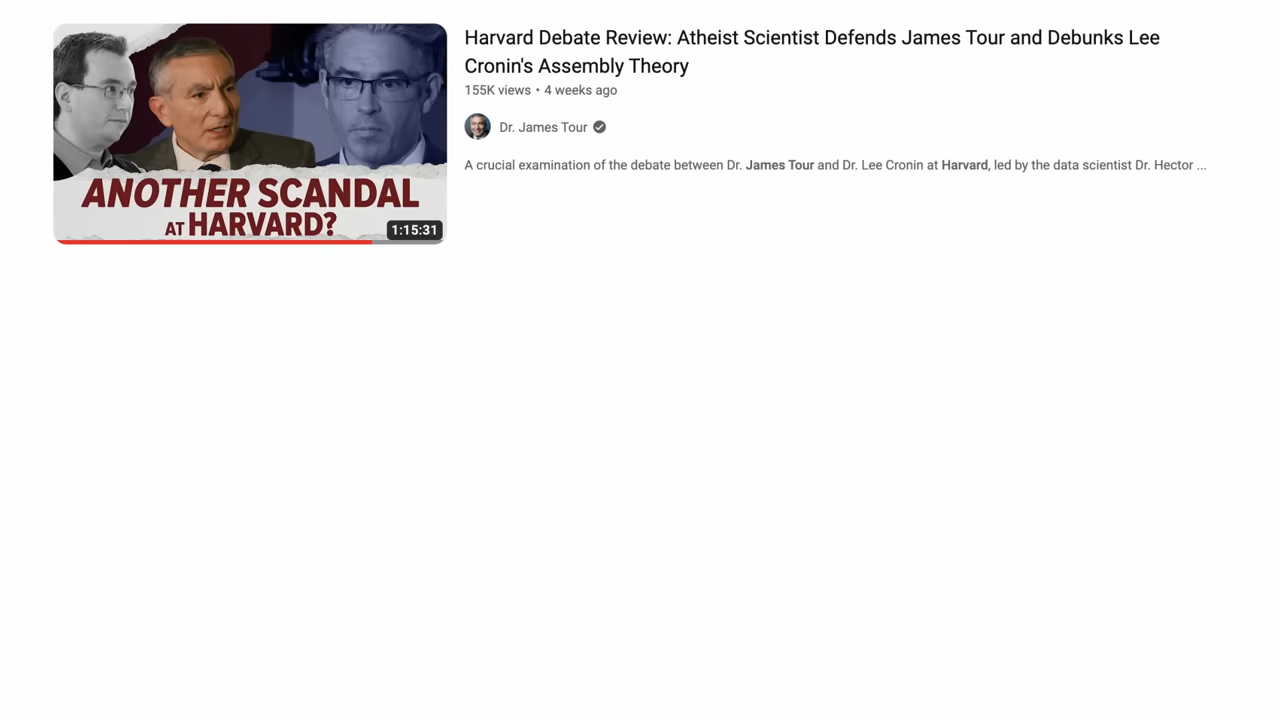 Harvard Debate Review: Atheist Scientist Defends James Tour and Debunks Lee
Cronin's Assembly Theory
155K views • 4 weeks ago
Dr. James Tour
A crucial examination of the debate between Dr. James Tour and Dr. Lee Cronin at Harvard, led by the data scientist Dr. Hector ...
ANOTHER SCANDAL
AT HARVARD?
1:15:31